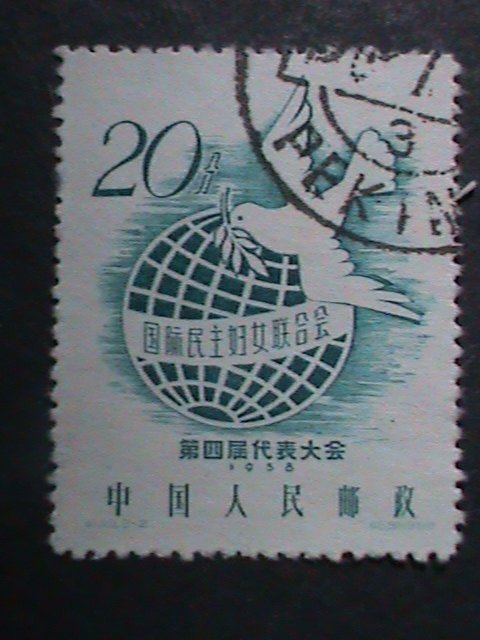 20分
PEKIN
国际民主妇女联合会
第四届代表大会
1958
中国人民邮政